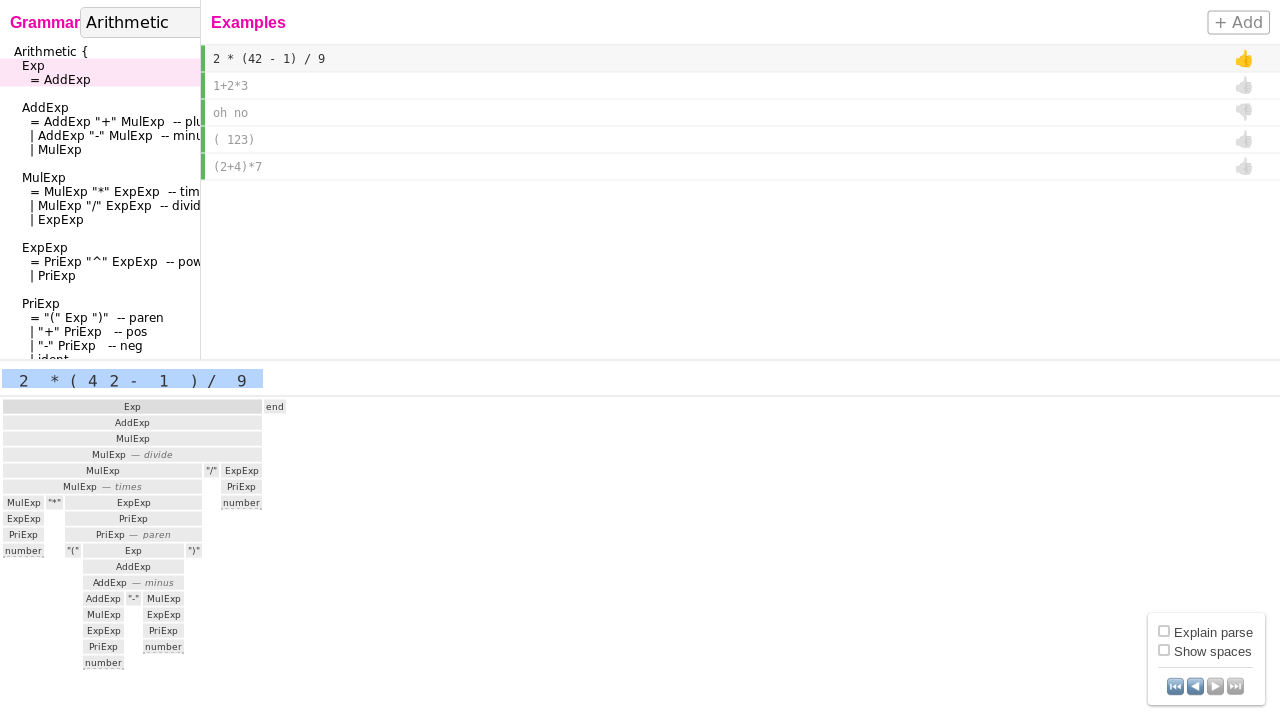 Grammar
Arithmetic
Examples
+ Add
Arithmetic {
Exp
= AddExp
AddExp
= AddExp "+" MulExp -- plu
| AddExp "-" MulExp -- minu
| MulExp
MulExp
= MulExp "*" ExpExp -- tim
| MulExp "/" ExpExp -- divid
| ExpExp
ExpExp
= PriExp "^" ExpExp -- pow
| PriExp
PriExp
= "(" Exp ")" -- paren
| "+" PriExp -- pos
| "-" PriExp -- neg
| ident
2 * (42 - 1) / 9
1+2*3
oh no
( 123)
(2+4)*7
2 * ( 4 2 - 1 ) / 9
Exp end
AddExp
MulExp
MulExp — divide
MulExp "/" ExpExp
MulExp — times PriExp
MulExp "*" ExpExp number
ExpExp PriExp
PriExp PriExp — paren
number "(" Exp ")"
AddExp
AddExp — minus
AddExp "-" MulExp
MulExp ExpExp
ExpExp PriExp
PriExp number
number
Explain parse
Show spaces